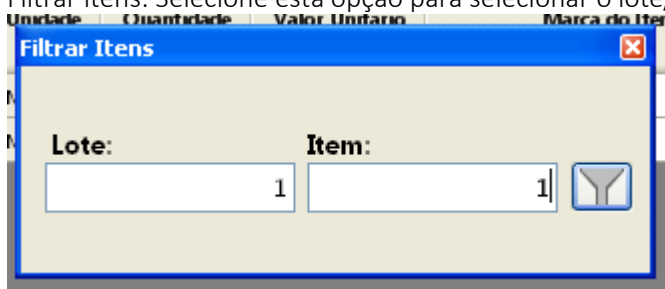 Filtrar Itens: Selecione esta opção para selecionar o lote,
Unidade Quantidade Valor Unitário Marca do Ite
Filtrar Itens
Lote: Item:
1 1